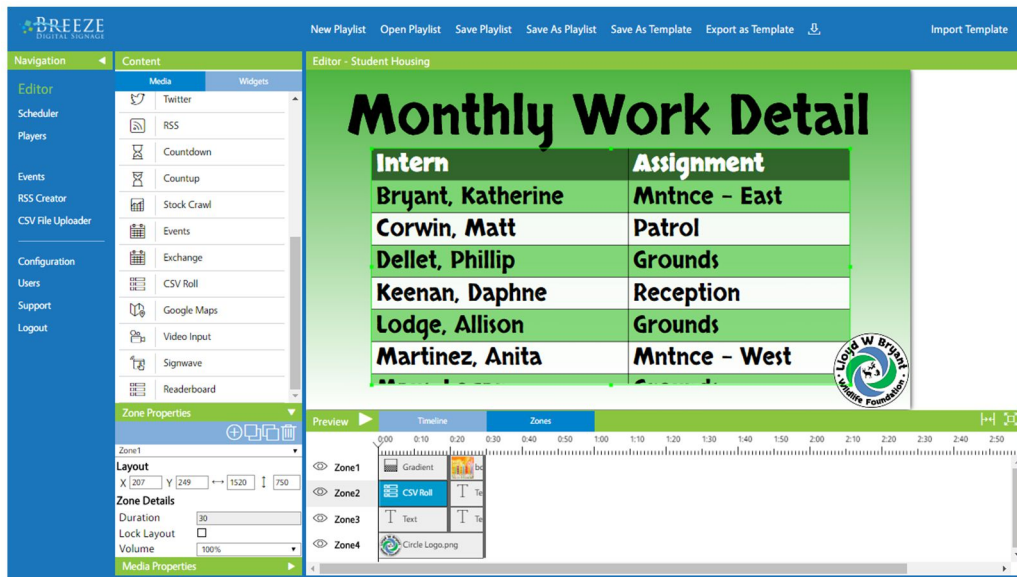 BREEZE
DIGITAL SIGNAGE
New Playlist Open Playlist Save Playlist Save As Playlist Save As Template Export as Template Import Template
Navigation
Editor
Scheduler
Players
Events
RSS Creator
CSV File Uploader
Configuration
Users
Support
Logout
Content
Media Widgets
Twitter
RSS
Countdown
Countup
Stock Crawl
Events
Exchange
CSV Roll
Google Maps
Video Input
Signwave
Readerboard
Zone Properties
Zone1
Layout
X 207 Y 249 1520 750
Zone Details
Duration 30
Lock Layout
Volume 100%
Media Properties
Editor - Student Housing
Monthly Work Detail
Intern Assignment
Bryant, Katherine Mntnce - East
Corwin, Matt Patrol
Dellet, Phillip Grounds
Keenan, Daphne Reception
Lodge, Allison Grounds
Martinez, Anita Mntnce - West
Lloyd W Bryant
Wildlife Foundation
Preview Timeline Zones
0:00 0:10 0:20 0:30 0:40 0:50 1:00 1:10 1:20 1:30 1:40 1:50 2:00 2:10 2:20 2:30 2:40 2:50
Zone1 Gradient
Zone2 CSV Roll T Te
Zone3 T Text T Te
Zone4 Circle Logo.png